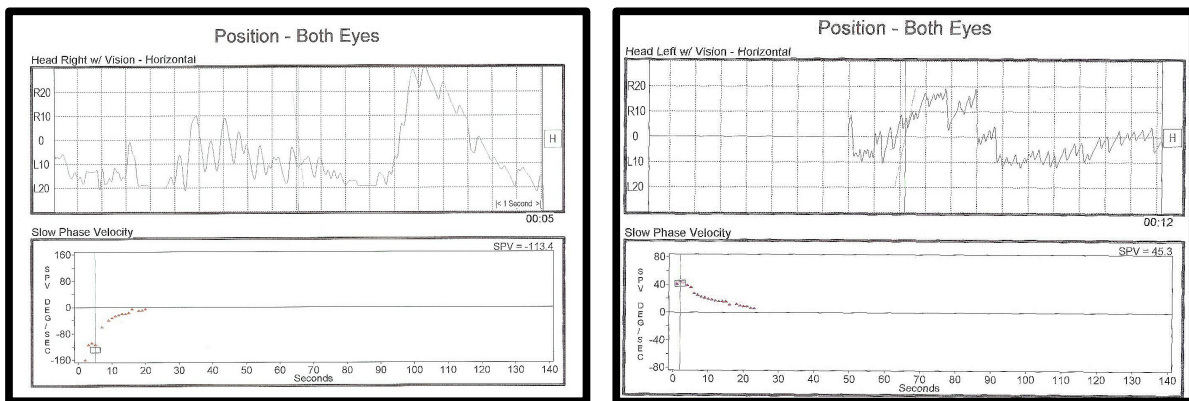 Position - Both Eyes
Head Right w/ Vision - Horizontal
R20
R10
0
L10
L20
H
|< 1 Second >|
00:05
Slow Phase Velocity
SPV = -113.4
160
80
0
-80
-160
SPV DEG/SEC
0 10 20 30 40 50 60 70 80 90 100 110 120 130 140
Seconds
Position - Both Eyes
Head Left w/ Vision - Horizontal
R20
R10
0
L10
L20
H
00:12
Slow Phase Velocity
SPV = 45.3
80
40
0
-40
-80
SPV DEG/SEC
0 10 20 30 40 50 60 70 80 90 100 110 120 130 140
Seconds